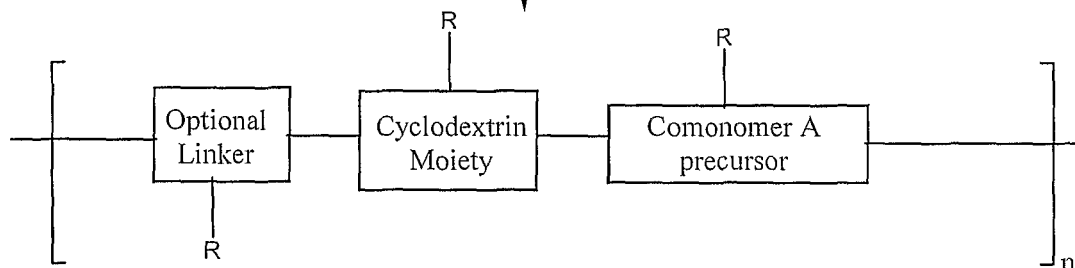 R
R
Optional
Linker
Cyclodextrin
Moiety
Comonomer A
precursor
R
n